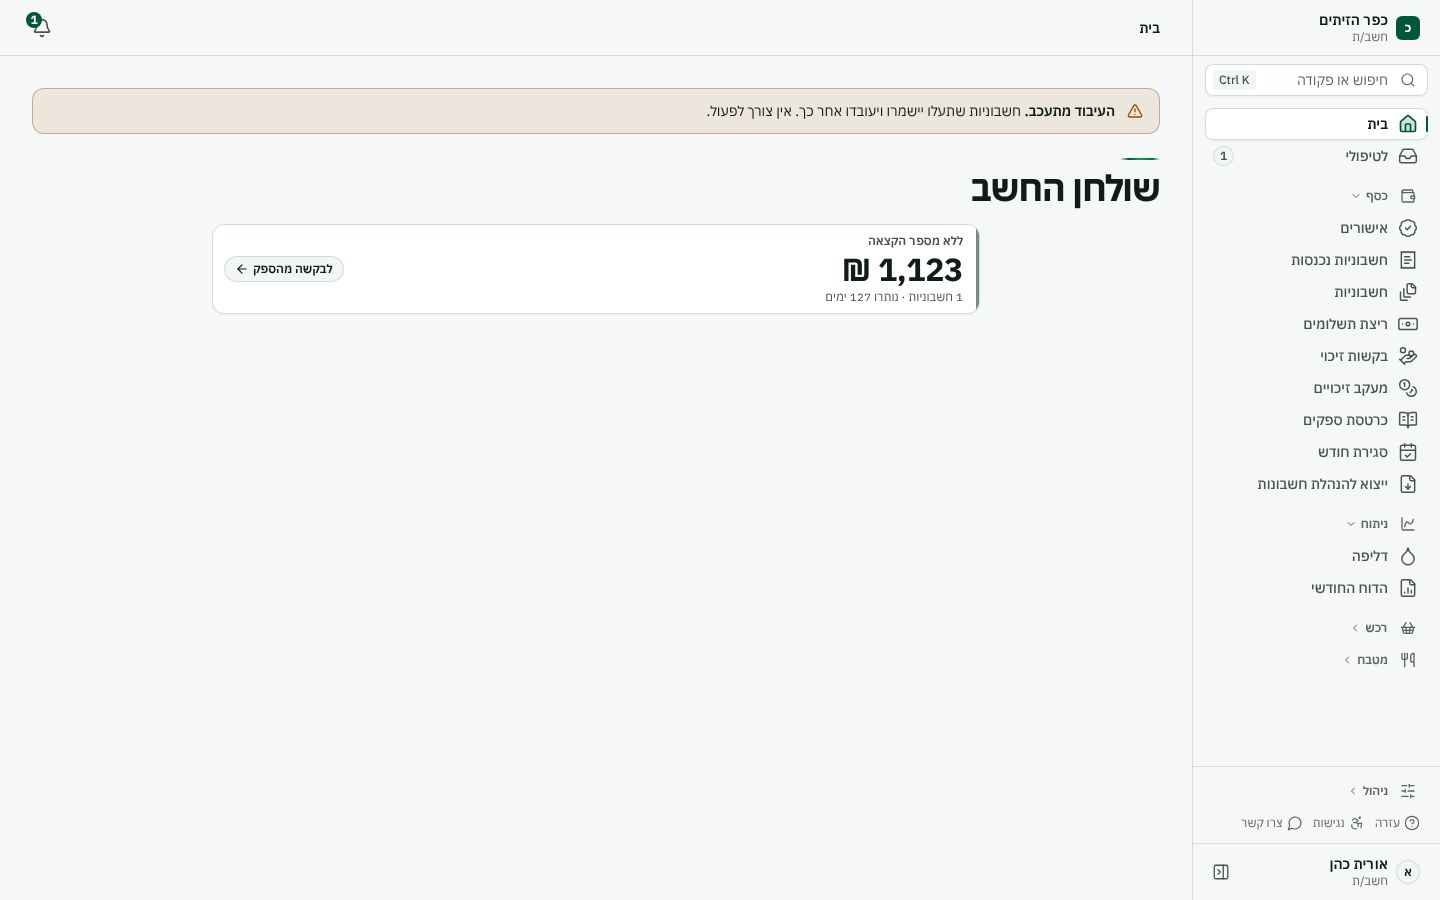 כ
כפר הזיתים
חשב/ת
חיפוש או פקודה
Ctrl K
בית
לטיפולי
1
כסף
אישורים
חשבוניות נכנסות
חשבוניות
ריצת תשלומים
בקשות זיכוי
מעקב זיכויים
כרטסת ספקים
סגירת חודש
ייצוא להנהלת חשבונות
ניתוח
דליפה
הדוח החודשי
רכש
מטבח
ניהול
עזרה
נגישות
צרו קשר
א
אורית כהן
חשב/ת
בית
1
העיבוד מתעכב. חשבוניות שתעלו יישמרו ויעובדו אחר כך. אין צורך לפעול.
שולחן החשב
ללא מספר הקצאה
1,123 ₪
1 חשבוניות · נותרו 127 ימים
לבקשה מהספק